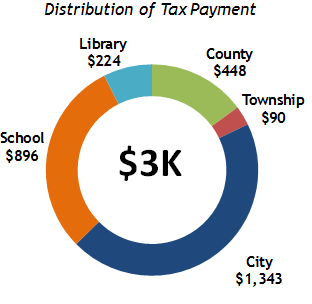 Distribution of Tax Payment
Library
$224
County
$448
Township
$90
School
$896
$3K
City
$1,343